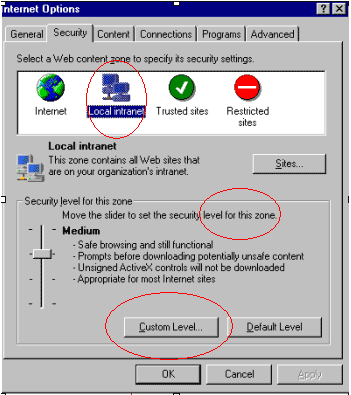 Internet Options
? X
General Security Content Connections Programs Advanced
Select a Web content zone to specify its security settings.
Internet Local intranet Trusted sites Restricted
sites
Local intranet
This zone contains all Web sites that
are on your organization's intranet.
Sites...
Security level for this zone
Move the slider to set the security level for this zone.
Medium
- Safe browsing and still functional
- Prompts before downloading potentially unsafe content
- Unsigned ActiveX controls will not be downloaded
- Appropriate for most Internet sites
Custom Level... Default Level
OK Cancel Apply